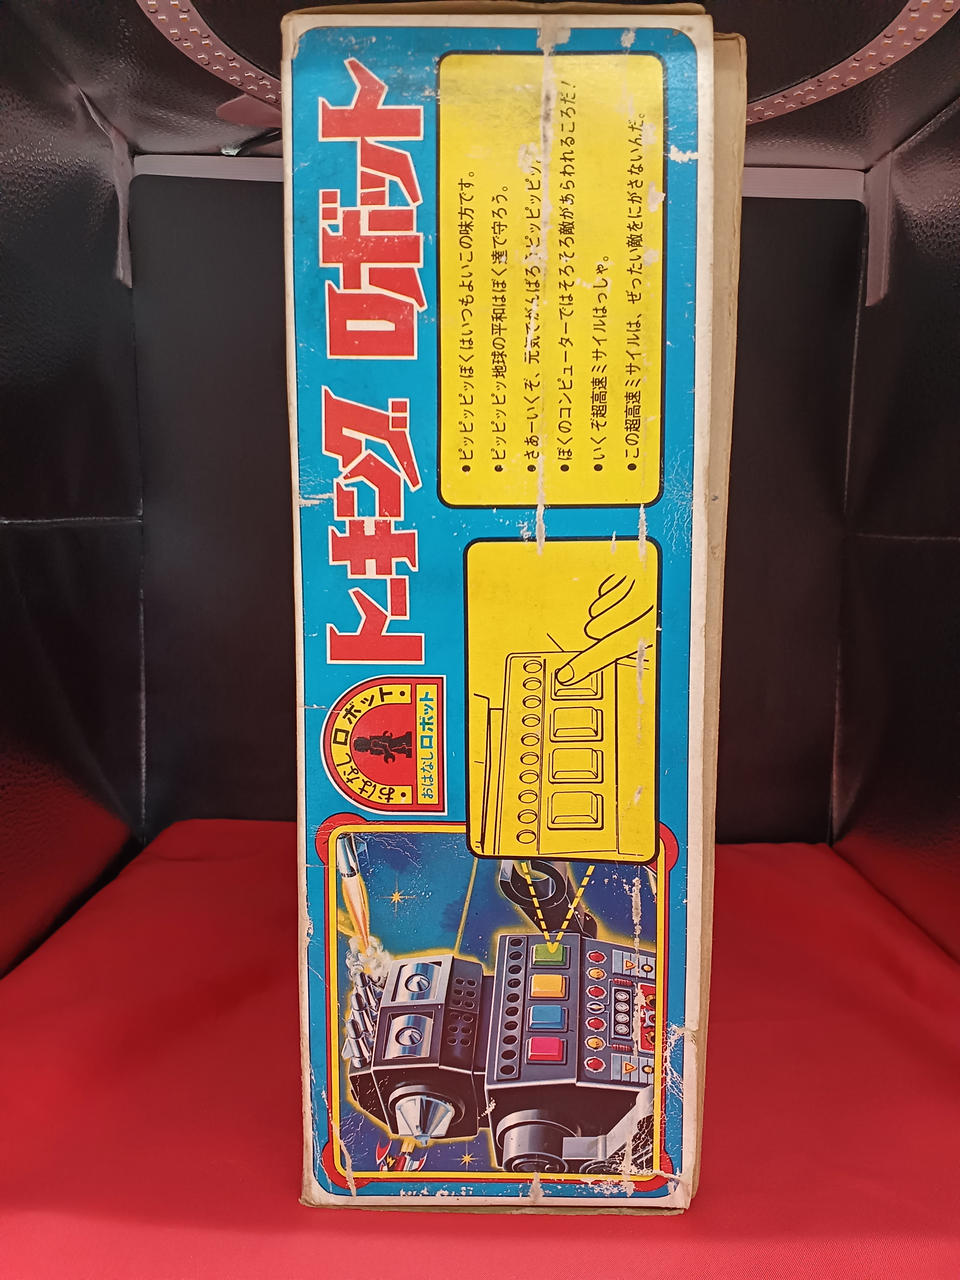 トーキング ロボット
・おはなしロボット・
おはなしロボット
●ピッピッピッぼくはいつもよいこの味方です。
●ピッピッピッ地球の平和はぼく達で守ろう。
●さあーいくぞ、元気でがんばろうピッピッピッ
●ぼくのコンピューターではそろそろ敵があらわれるころだ!
●いくぞ超高速ミサイルはっしゃ。
●この超高速ミサイルは、ぜったい敵をにがさないんだ。